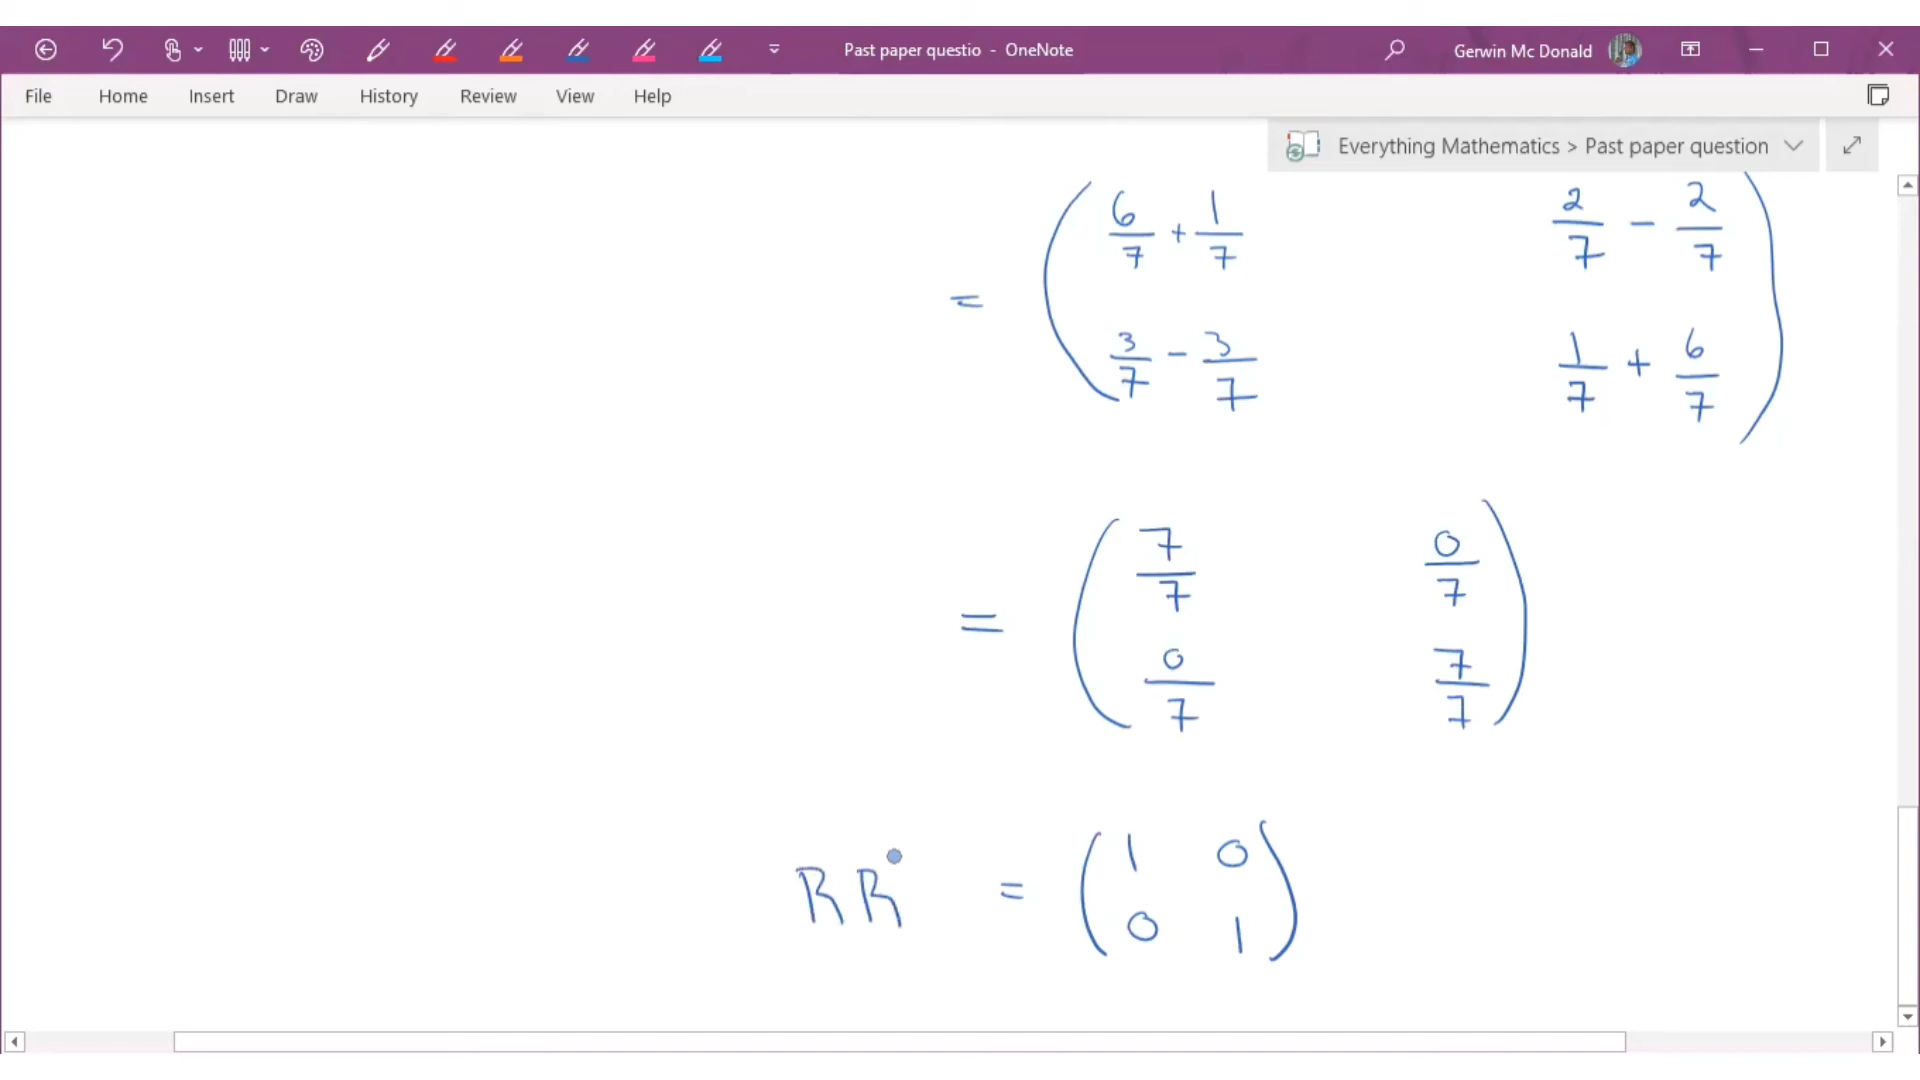 Past paper questio - OneNote
Gerwin Mc Donald
File Home Insert Draw History Review View Help
Everything Mathematics > Past paper question
= ( 6/7 + 1/7 2/7 - 2/7
3/7 - 3/7 1/7 + 6/7 )
= ( 7/7 0/7
0/7 7/7 )
RR = ( 1 0
0 1 )